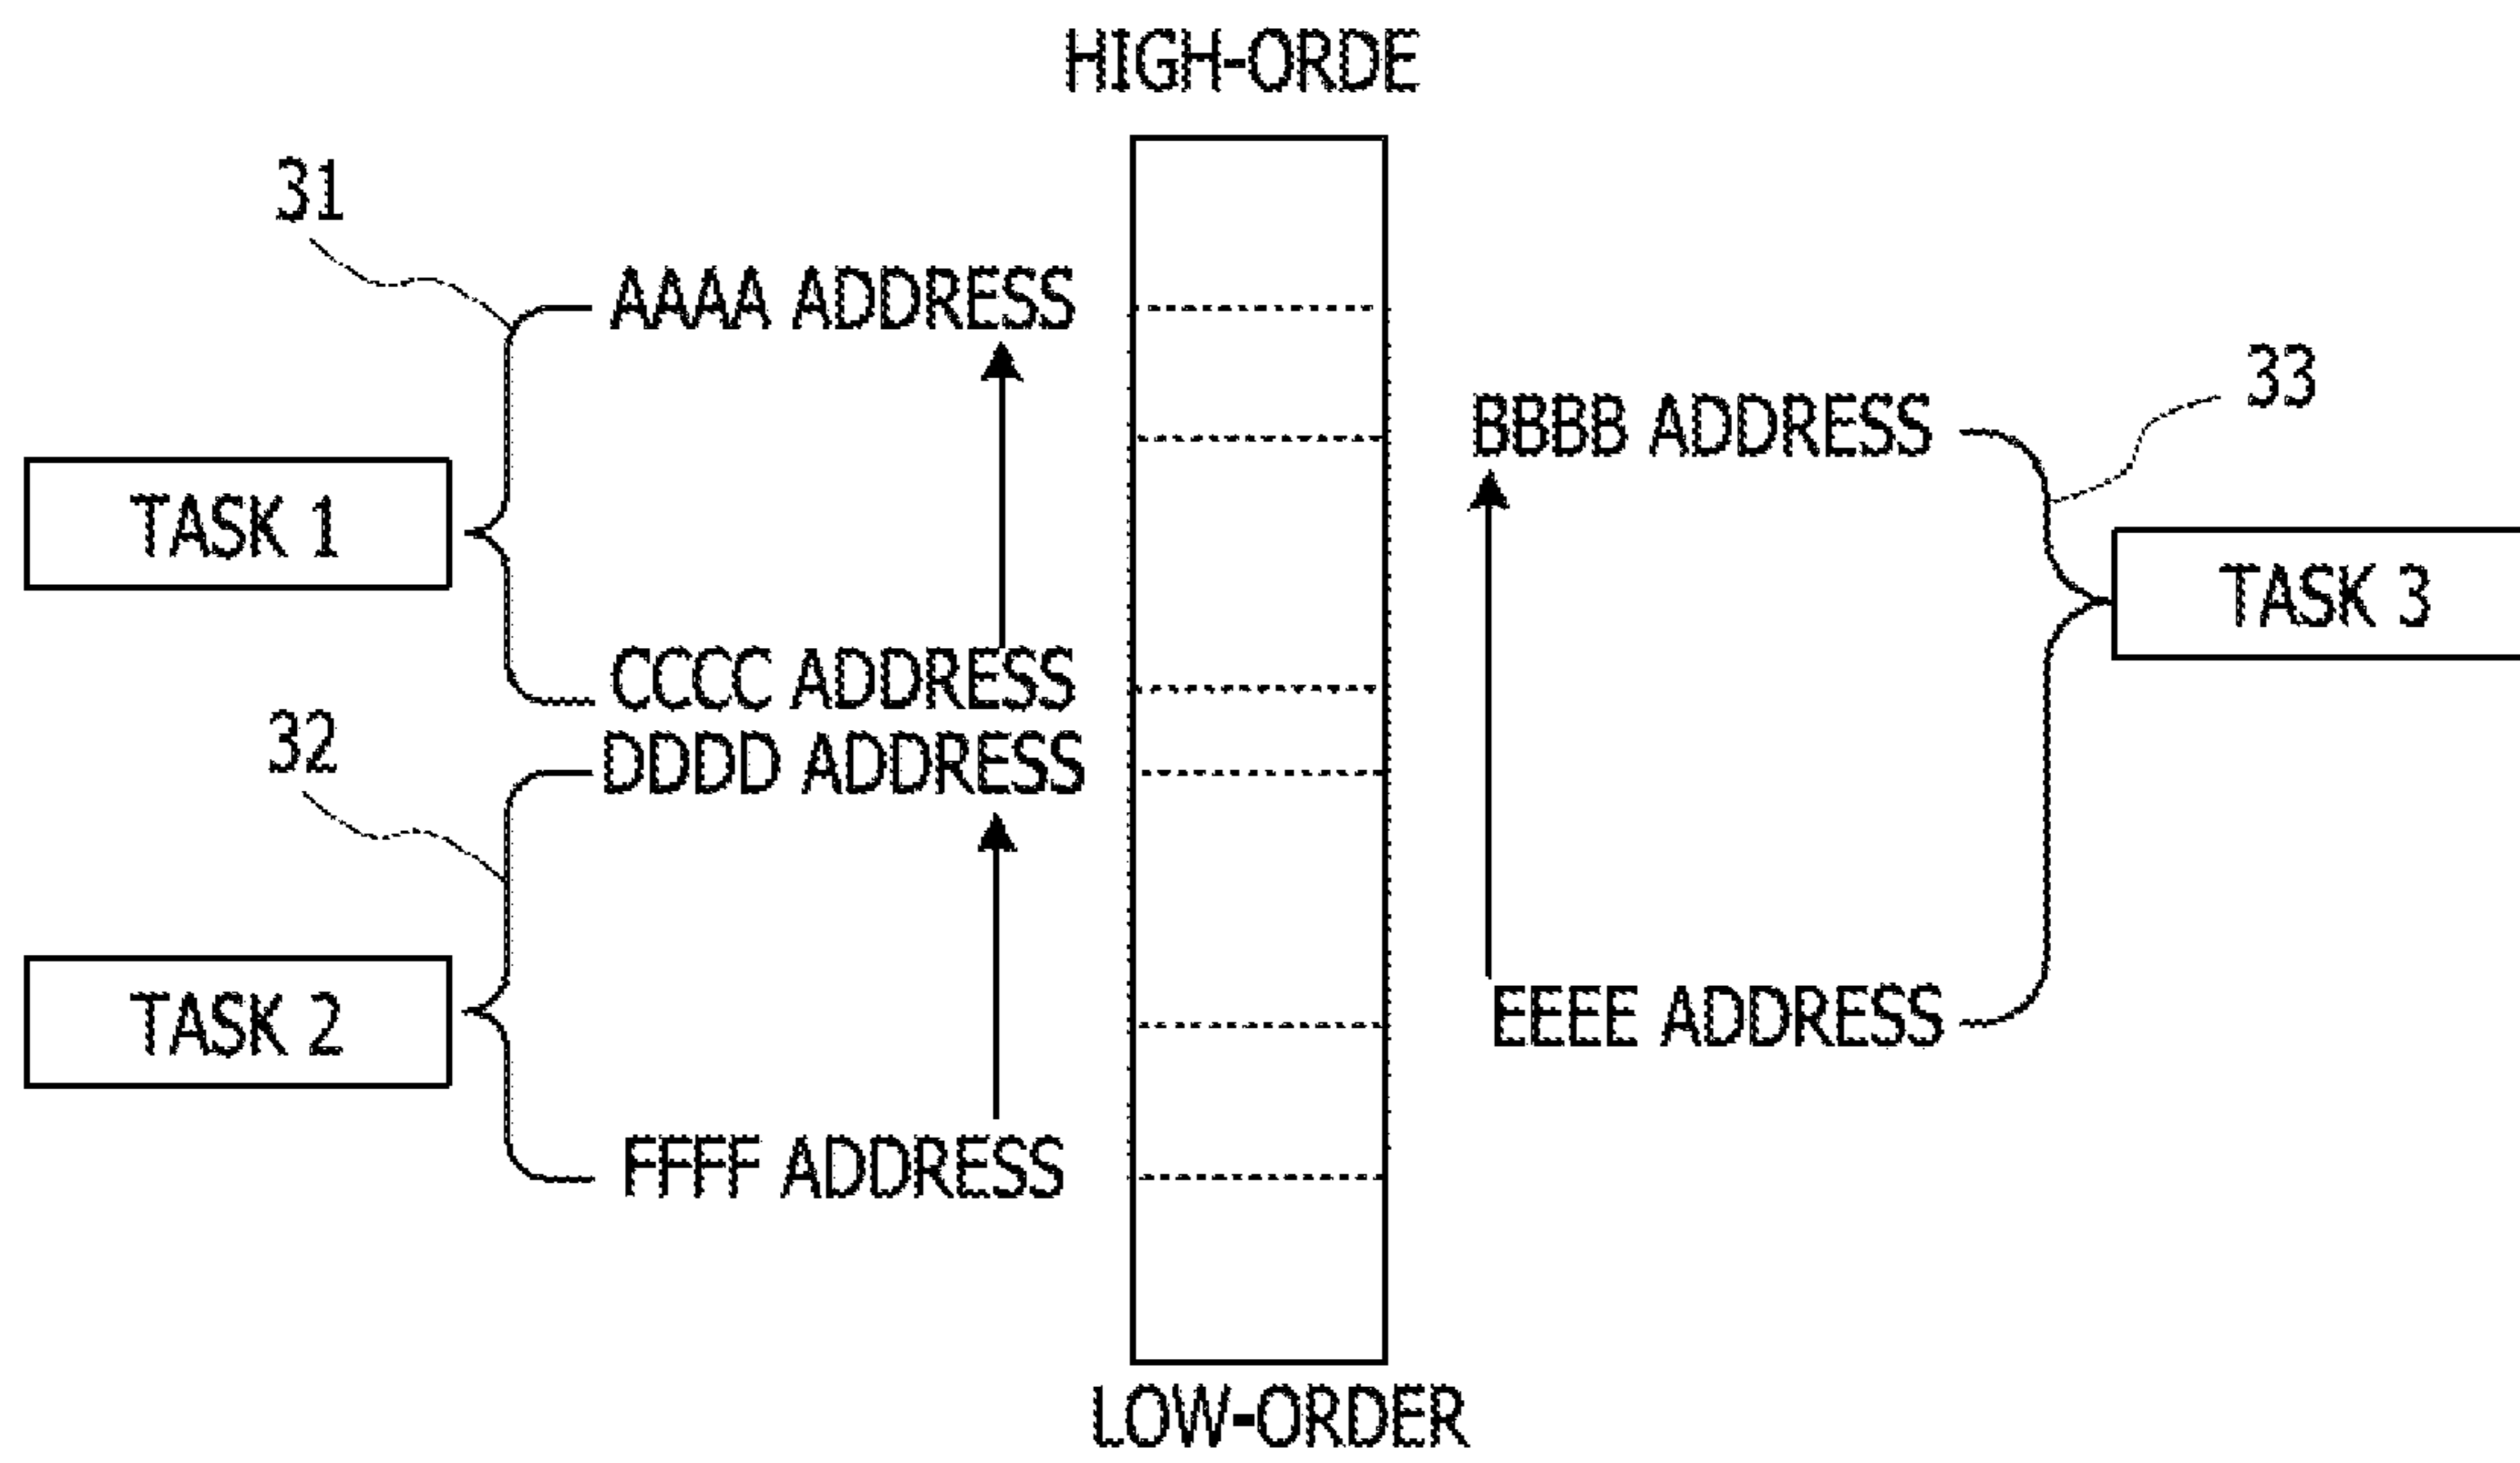 HIGH-ORDE
31
AAAA ADDRESS
33
BBBB ADDRESS
TASK 1
TASK 3
CCCC ADDRESS
32
DDDD ADDRESS
TASK 2
EEEE ADDRESS
FFFF ADDRESS
LOW-ORDER